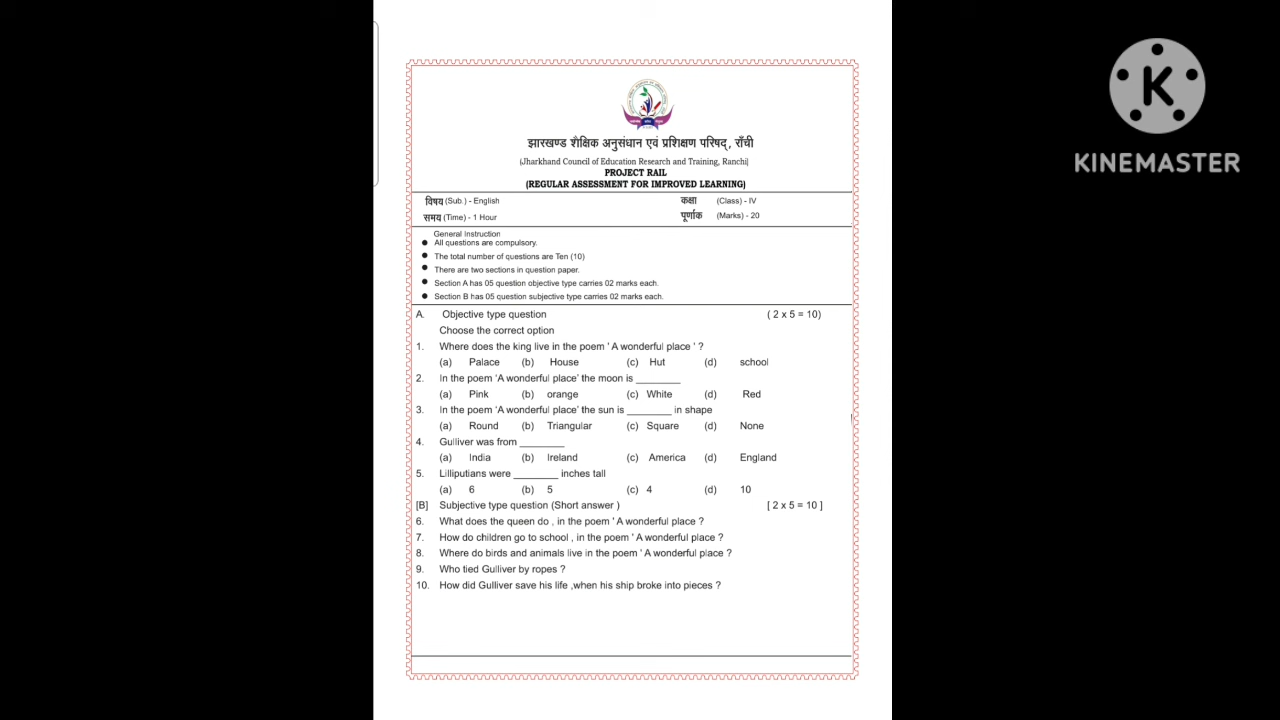 KINEMASTER
झारखण्ड शैक्षिक अनुसंधान एवं प्रशिक्षण परिषद्, राँची
(Jharkhand Council of Education Research and Training, Ranchi)
PROJECT RAIL
(REGULAR ASSESSMENT FOR IMPROVED LEARNING)
विषय (Sub.) - English कक्षा (Class) - IV
समय (Time) - 1 Hour पूर्णांक (Marks) - 20
General Instruction
● All questions are compulsory.
● The total number of questions are Ten (10)
● There are two sections in question paper.
● Section A has 05 question objective type carries 02 marks each.
● Section B has 05 question subjective type carries 02 marks each.
A. Objective type question ( 2 x 5 = 10)
Choose the correct option
1. Where does the king live in the poem ' A wonderful place ' ?
(a) Palace (b) House (c) Hut (d) school
2. In the poem ‘A wonderful place’ the moon is ________
(a) Pink (b) orange (c) White (d) Red
3. In the poem ‘A wonderful place’ the sun is ________ in shape
(a) Round (b) Triangular (c) Square (d) None
4. Gulliver was from ________
(a) India (b) Ireland (c) America (d) England
5. Lilliputians were ________ inches tall
(a) 6 (b) 5 (c) 4 (d) 10
[B] Subjective type question (Short answer ) [ 2 x 5 = 10 ]
6. What does the queen do , in the poem ' A wonderful place ?
7. How do children go to school , in the poem ' A wonderful place ?
8. Where do birds and animals live in the poem ' A wonderful place ?
9. Who tied Gulliver by ropes ?
10. How did Gulliver save his life ,when his ship broke into pieces ?